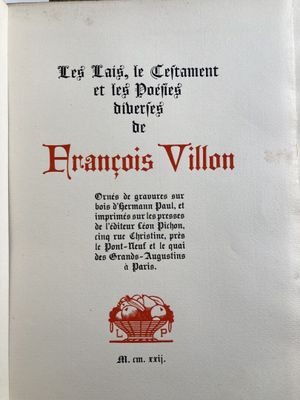 Les Lais, le Testament
et les Poésies
diverses
de
François Villon
Ornés de gravures sur
bois d'Hermann Paul, et
imprimés sur les presses
de l'éditeur Léon Pichon,
cinq rue Christine, près
le Pont-Neuf et le quai
des Grands-Augustins
à Paris.
L P
M. cm. xxij.